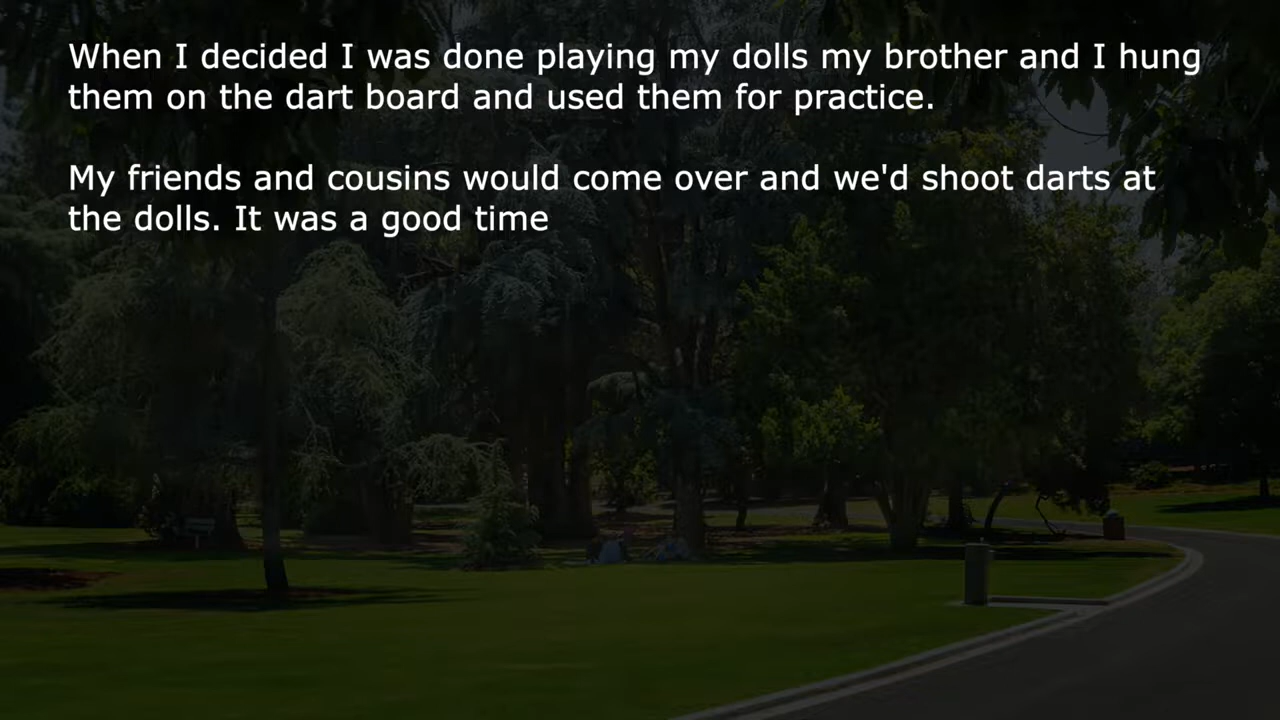 When I decided I was done playing my dolls my brother and I hung
them on the dart board and used them for practice.
My friends and cousins would come over and we'd shoot darts at
the dolls. It was a good time